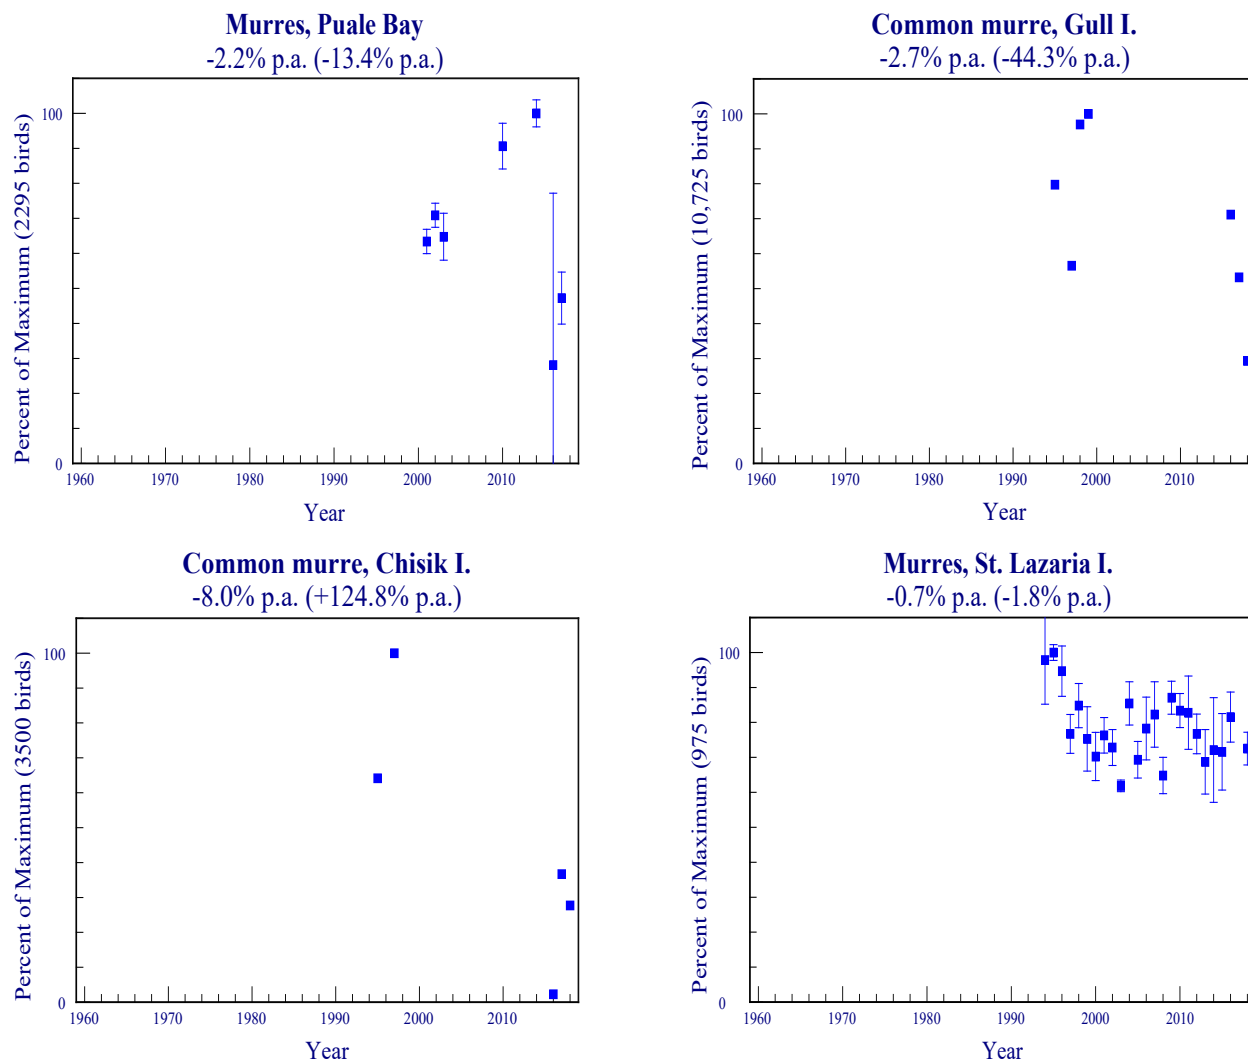 Murres, Puale Bay
-2.2% p.a. (-13.4% p.a.)
Percent of Maximum (2295 birds)
100
0
1960 1970 1980 1990 2000 2010
Year
Common murre, Gull I.
-2.7% p.a. (-44.3% p.a.)
Percent of Maximum (10,725 birds)
100
0
1960 1970 1980 1990 2000 2010
Year
Common murre, Chisik I.
-8.0% p.a. (+124.8% p.a.)
Percent of Maximum (3500 birds)
100
0
1960 1970 1980 1990 2000 2010
Year
Murres, St. Lazaria I.
-0.7% p.a. (-1.8% p.a.)
Percent of Maximum (975 birds)
100
0
1960 1970 1980 1990 2000 2010
Year